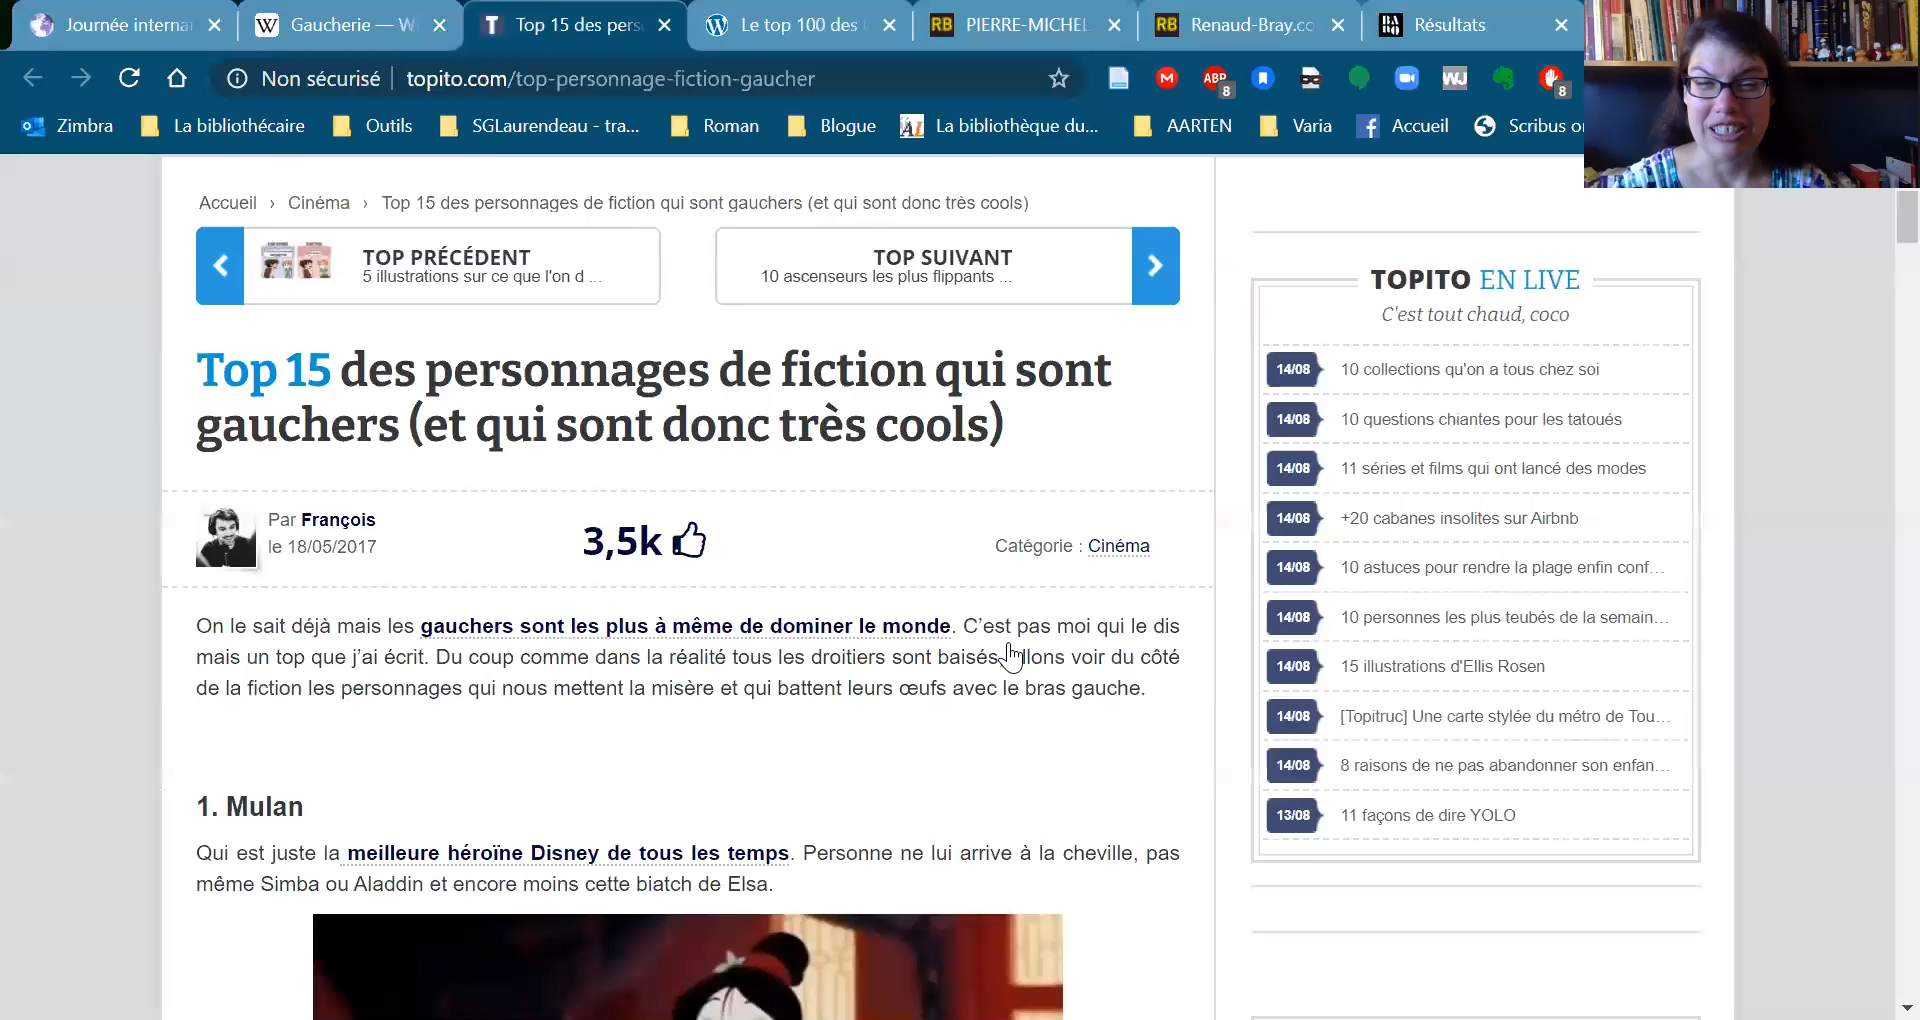 Journée interna
Gaucherie — W
Top 15 des pers
Le top 100 des
PIERRE-MICHEL
Renaud-Bray.co
Résultats
Non sécurisé
topito.com/top-personnage-fiction-gaucher
Zimbra
La bibliothécaire
Outils
SGLaurendeau - tra...
Roman
Blogue
La bibliothèque du...
AARTEN
Varia
Accueil
Scribus o
Accueil › Cinéma › Top 15 des personnages de fiction qui sont gauchers (et qui sont donc très cools)
TOP PRÉCÉDENT
5 illustrations sur ce que l'on d ...
TOP SUIVANT
10 ascenseurs les plus flippants ...
Top 15 des personnages de fiction qui sont
gauchers (et qui sont donc très cools)
Par François
le 18/05/2017
3,5k
Catégorie : Cinéma
On le sait déjà mais les gauchers sont les plus à même de dominer le monde. C'est pas moi qui le dis
mais un top que j'ai écrit. Du coup comme dans la réalité tous les droitiers sont baisés llons voir du côté
de la fiction les personnages qui nous mettent la misère et qui battent leurs œufs avec le bras gauche.
1. Mulan
Qui est juste la meilleure héroïne Disney de tous les temps. Personne ne lui arrive à la cheville, pas
même Simba ou Aladdin et encore moins cette biatch de Elsa.
TOPITO EN LIVE
C'est tout chaud, coco
14/08 10 collections qu'on a tous chez soi
14/08 10 questions chiantes pour les tatoués
14/08 11 séries et films qui ont lancé des modes
14/08 +20 cabanes insolites sur Airbnb
14/08 10 astuces pour rendre la plage enfin conf...
14/08 10 personnes les plus teubés de la semain...
14/08 15 illustrations d'Ellis Rosen
14/08 [Topitruc] Une carte stylée du métro de Tou...
14/08 8 raisons de ne pas abandonner son enfan...
13/08 11 façons de dire YOLO